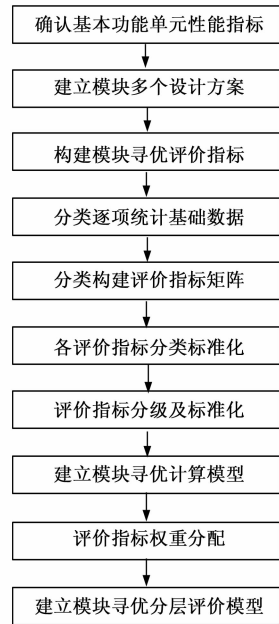 确认基本功能单元性能指标
建立模块多个设计方案
构建模块寻优评价指标
分类逐项统计基础数据
分类构建评价指标矩阵
各评价指标分类标准化
评价指标分级及标准化
建立模块寻优计算模型
评价指标权重分配
建立模块寻优分层评价模型